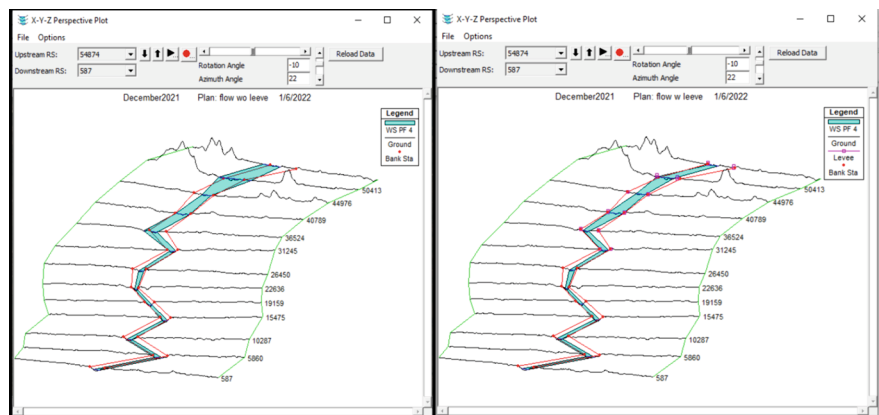 X-Y-Z Perspective Plot
File Options
Upstream RS: 54874
Downstream RS: 587
Rotation Angle -10
Azimuth Angle 22
Reload Data
December2021 Plan: flow wo leeve 1/6/2022
Legend
WS PF 4
Ground
Bank Sta
50413
44976
40789
36524
31245
26450
22636
19159
15475
10287
5860
587
X-Y-Z Perspective Plot
File Options
Upstream RS: 54874
Downstream RS: 587
Rotation Angle -10
Azimuth Angle 22
Reload Data
December2021 Plan: flow w leeve 1/6/2022
Legend
WS PF 4
Ground
Levee
Bank Sta
50413
44976
40789
36524
31245
26450
22636
19159
15475
10287
5860
587